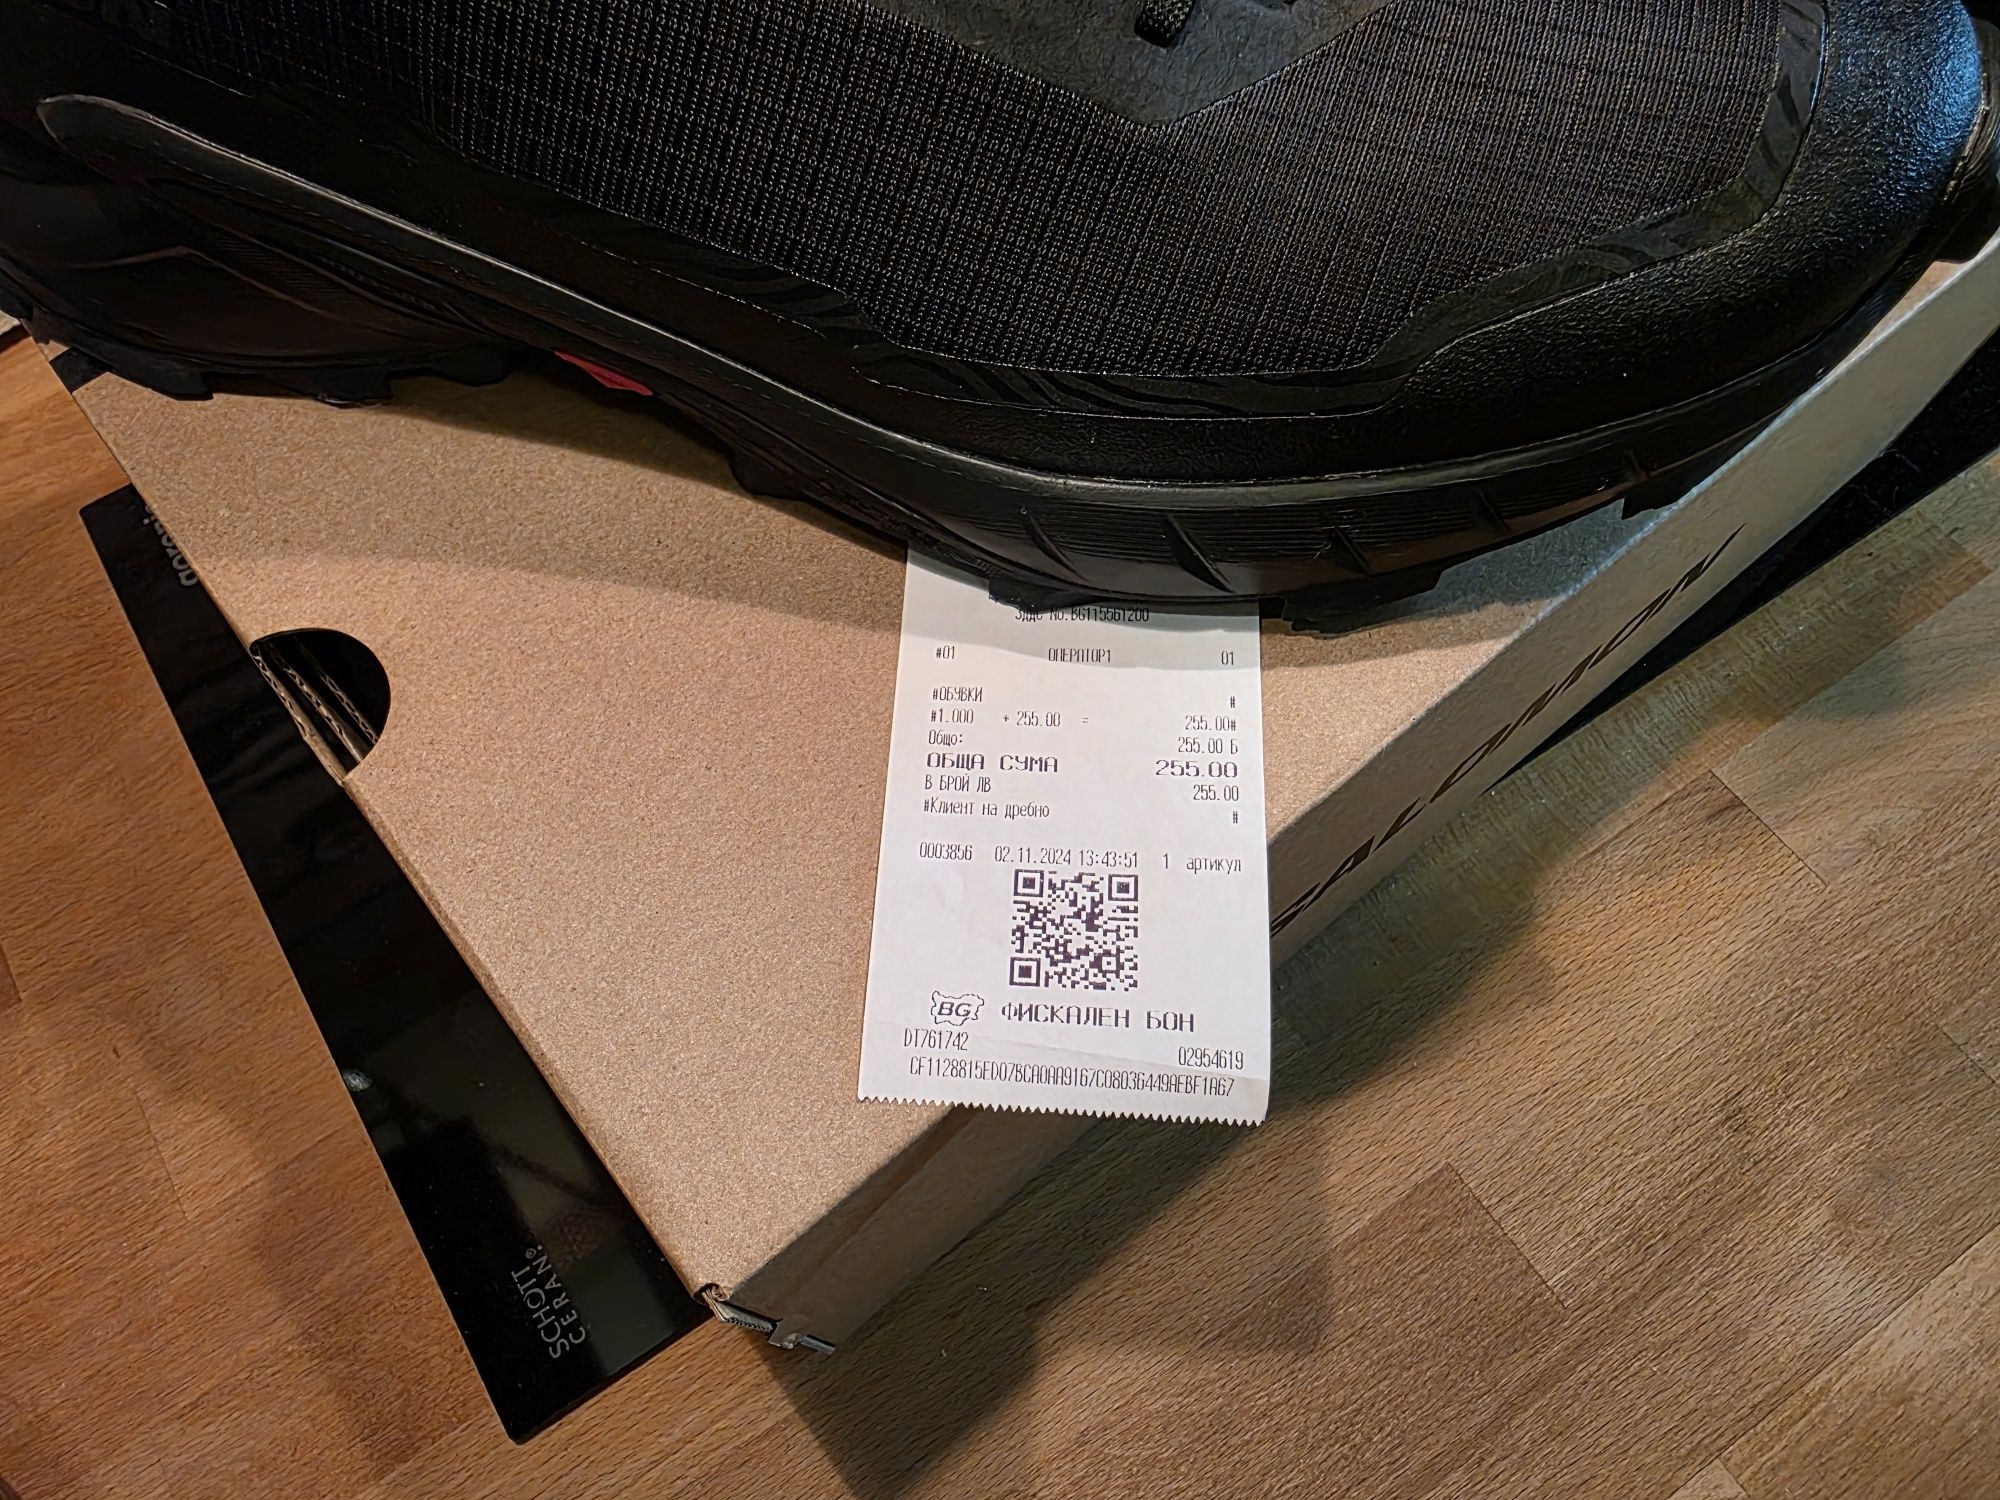 ЗДДС No.BG115561200
#01 ОПЕРАТОР1 01
#ОБУВКИ #
#1.000 + 255.00 = 255.00#
Общо: 255.00 Б
ОБЩА СУМА 255.00
В БРОЙ ЛВ 255.00
#Клиент на дребно #
0003856 02.11.2024 13:43:51 1 артикул
BG ФИСКАЛЕН БОН
DT761742 02954619
CF1128815ED07BCA0AA9167C08036449AEBF1A67
SALOMON
gorenje
SCHOTT
CERAN®